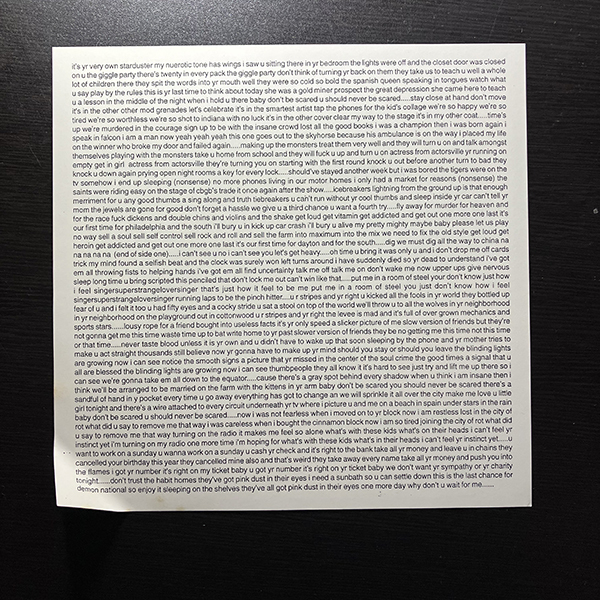 it's yr very own starduster my nuerotic tone has wings i saw u sitting there in yr bedroom the lights were off and the closet door was closed
on u the giggle party there's twenty in every pack the giggle party don't think of turning yr back on them they take us to teach u well a whole
lot of children there they spit the words into yr mouth well they were so cold so bold the spanish queen speaking in tongues watch what
u say play by the rules this is yr last time to think about today she was a gold miner prospect the great depression she came here to teach
u a lesson in the middle of the night when i hold u there baby don't be scared u should never be scared.....stay close at hand don't move
it's in the other other mod grenades let's celebrate it's in the smartest artist tap the phones for the kid's collage we're so happy we're so
tired we're so worthless we're so shot to indiana with no luck it's in the other cover clear my way to the stage it's in my other coat.....time's
up we're murdered in the courage sign up to be with the insane crowd lost all the good books i was a champion then i was born again i
speak in falcon i am a man now yeah yeah yeah this one goes out to the skyhorse because his ambulance is on the way i placed my life
on the winner who broke my door and failed again.....making up the monsters treat them very well and they will turn u on and talk amongst
themselves playing with the monsters take u home from school and they will fuck u up and turn u on actress from actorsville yr running on
empty get in girl actress from actorsville they're turning you on starting with the first round knock u out before another turn to bad they
knock u down again prying open night rooms a key for every lock.....should've stayed another week but i was bored the tigers were on the
tv somehow i end up sleeping (nonsense) no more phones living in our motor homes i only had a market for reasons (nonsense) the
saints were riding easy on the stage of cbgb's trade it once again after the show.....icebreakers lightning from the ground up is that enough
merriment for u any good thumbs a sing along and truth icebreakers u can't run without yr cool thumbs and sleep inside yr car can't tell yr
mom the jewels are gone for good don't forget a hassle we give u a third chance u want a fourth try.....fly away for murder for heaven and
for the race fuck dickens and double chins and violins and the shake get loud get vitamin get addicted and get out one more one last it's
our first time for philadelphia and the south i'll bury u in kick up car crash i'll bury u alive my pretty mighty maybe baby please let us play
no way sell a soul sell self control sell rock and roll and sell the farm into maximum into the mix we need to fix the old style get loud get
heroin get addicted and get out one more one last it's our first time for dayton and for the south.....dig we must dig all the way to china na
na na na na (end of side one).....i can't see u no i can't see you let's get heavy.....oh time u bring it was only u and i don't drop me off cards
trick my mind found a selfish beat and the clock was surely won left turns around i have suddenly died so yr dead to understand i've got
em all throwing fists to helping hands i've got em all find uncertainty talk me off talk me on don't wake me now upper ups give nervous
sleep long time u bring scripted this penciled that don't lock me out can't win like that.....put me in a room of steel your don't know just how
i feel singersuperstrangeloversinger that's just how it feel to be me put me in a room of steel you just don't know how i feel
singersuperstrangeloversinger running laps to be the pinch hitter.....u r stripes and yr right u kicked all the fools in yr world they bottled up
fear of u and i felt it too u had fifty eyes and a cocky stride u sat a stool on top of the world we'll throw u to all the wolves in yr neighborhood
in yr neighborhood on the playground out in cottonwood u r stripes and yr right the levee is mad and it's full of over grown mechanics and
sports stars......lousy rope for a friend bought into useless facts it's yr only speed a slicker picture of me slow version of friends but they're
not gonna get me this time waste time up to bat write home to yr past slower version of friends they be no getting me this time not this time
or that time.....never taste blood unless it is yr own and u didn't have to wake up that soon sleeping by the phone and yr mother tries to
make u act straight thousands still believe now yr gonna have to make up yr mind should you stay or should you leave the blinding lights
are growing now i can see notice the smooth signs a picture that yr missed in the center of the soul crime the good times a signal that u
all are blessed the blinding lights are growing now i can see thumbpeople they all know it it's hard to see just try and lift me up there so i
can see we're gonna take em all down to the equator.....cause there's a gray spot behind every shadow when u think i am insane then i
think we'll be arranged to be married on the farm with the kittens in yr arm baby don't be scared you should never be scared there's a
sandful of hand in y pocket every time u go away everything has got to change an we sprinkle it all over the city make me love u little
girl tonight and there's a wire attached to every circuit underneath yr tv where i picture u and me on a beach in spain under stars in the rain
baby don't be scared u should never be scared.....now i was not fearless when i moved on to yr block now i am restless lost in the city of
rot what did u say to remove me that way i was careless when i bought the cinnamon block now i am so tired joining the city of rot what did
u say to remove me that way turning on the radio it makes me feel so alone what's with these kids what's on their heads i can't feel yr
instinct yet i'm turning on my radio one more time i'm hoping for what's with these kids what's in their heads i can't feel yr instinct yet.....u
want to work on a sunday u wanna work on a sunday u cash yr check and it's right to the bank take all yr money and leave u in chains they
cancelled your birthday this year they cancelled mine also and that's weird they take away every name take all yr money and push you into
the flames i got yr number it's right on my ticket baby u got yr number it's right on yr ticket baby we don't want yr sympathy or yr charity
tonight......don't trust the habit homes they've got pink dust in their eyes i need a sunbath so u can settle down this is the last chance for
demon national so enjoy it sleeping on the shelves they've all got pink dust in their eyes one more day why don't u wait for me......